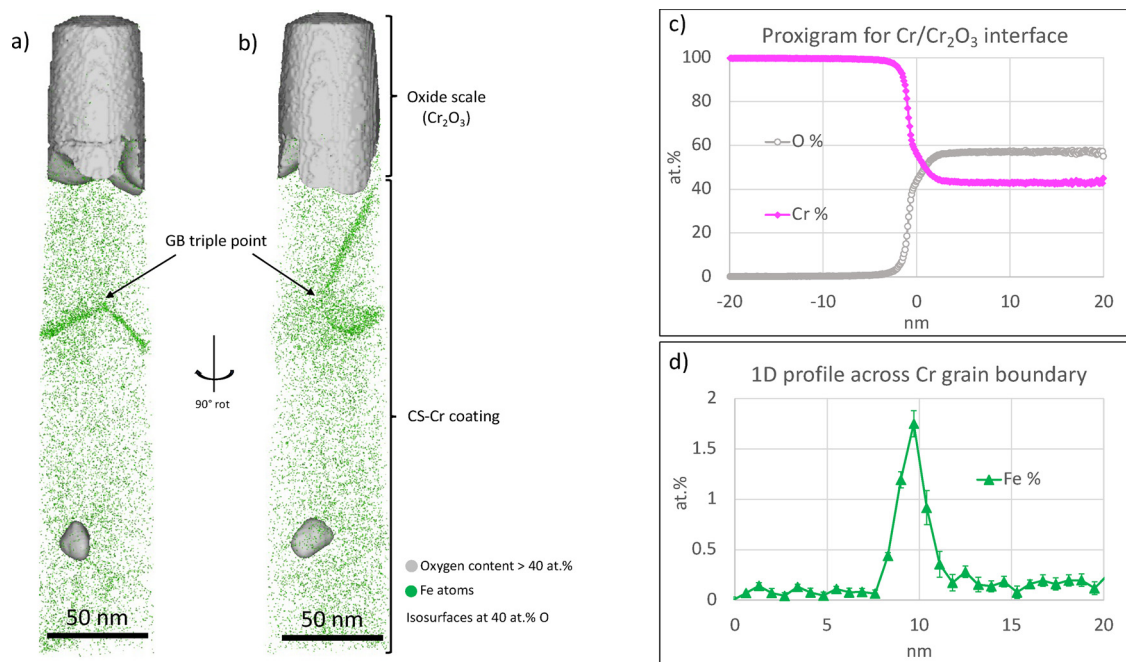 a)
b)
Oxide scale
(Cr₂O₃)
GB triple point
90° rot
CS-Cr coating
Oxygen content > 40 at.%
Fe atoms
Isosurfaces at 40 at.% O
50 nm
50 nm
c)
Proxigram for Cr/Cr₂O₃ interface
100
80
60
40
20
0
at.%
O %
Cr %
-20
-10
0
10
20
nm
d)
1D profile across Cr grain boundary
2
1.5
1
0.5
0
at.%
Fe %
0
5
10
15
20
nm